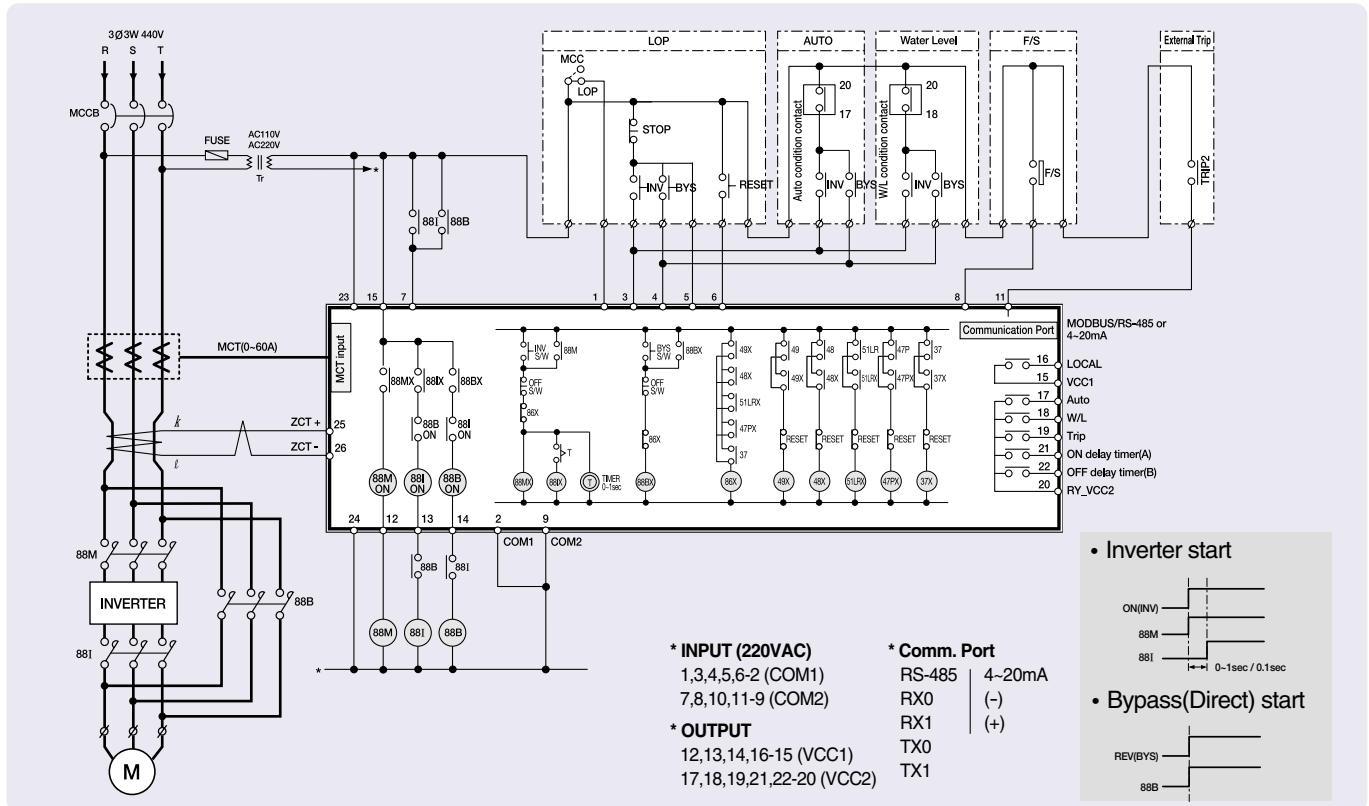 3Ø3W 440V
R S T
MCCB
FUSE
AC110V
AC220V
Tr
*
88I 88B
LOP
MCC
LOP
STOP
INV BYS RESET
AUTO
Auto condition contact
20
17
INV BYS
Water Level
W/L condition contact
20
18
INV BYS
F/S
F/S
External Trip
TRIP2
23 15 7 1 3 4 5 6 8 11
MCT(0~60A)
MCT input
ZCT + 25
ZCT - 26
k
ℓ
88MX 88IX 88BX
88B ON
88I ON
88M ON
88I ON
88B ON
INV S/W
88M
OFF S/W
86X
T
88MX
88IX
T
TIMER
0~1sec
BYS S/W
88BX
OFF S/W
86X
88BX
49X
48X
51LRX
47PX
37
86X
49 48 51LR 47P 37
49X 48X 51LRX 47PX 37X
RESET RESET RESET RESET RESET
49X 48X 51LRX 47PX 37X
Communication Port
MODBUS/RS-485 or
4~20mA
16 LOCAL
15 VCC1
17 Auto
18 W/L
19 Trip
21 ON delay timer(A)
22 OFF delay timer(B)
20 RY_VCC2
24 12 13 14 2 9
COM1 COM2
88B 88I
88M 88I 88B
*
88M
INVERTER
88B
88I
M
* INPUT (220VAC)
1,3,4,5,6-2 (COM1)
7,8,10,11-9 (COM2)
* OUTPUT
12,13,14,16-15 (VCC1)
17,18,19,21,22-20 (VCC2)
* Comm. Port
RS-485 4~20mA
RX0 (-)
RX1 (+)
TX0
TX1
• Inverter start
ON(INV)
88M
88I
0~1sec / 0.1sec
• Bypass(Direct) start
REV(BYS)
88B